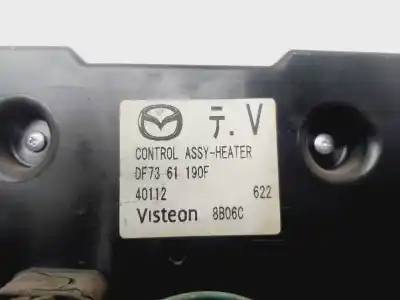 テ.V
CONTROL ASSY-HEATER
DF73 61 190F
40112 622
Visteon 8B06C